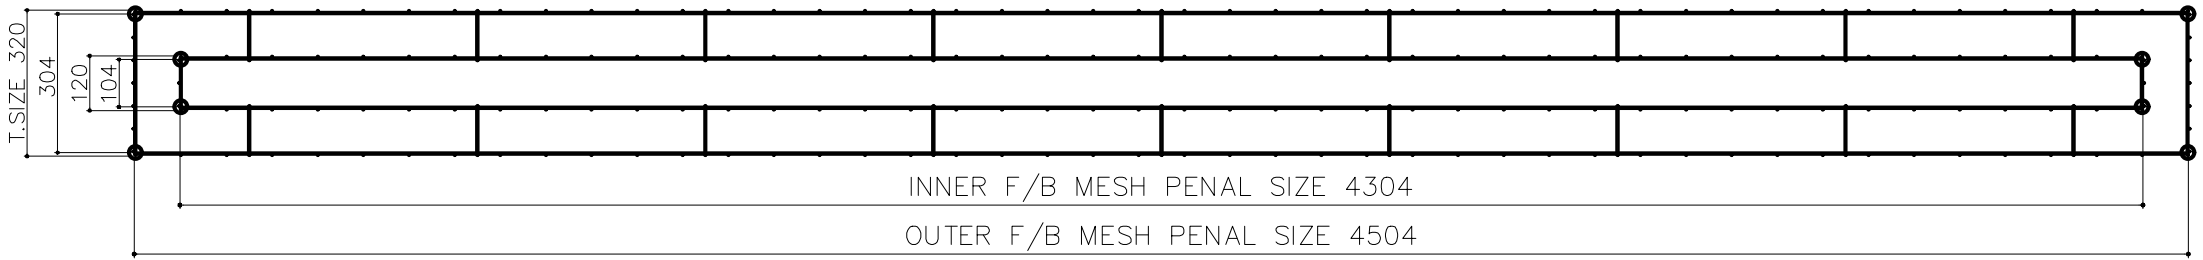 T.SIZE 320
304
120
104
INNER F/B MESH PENAL SIZE 4304
OUTER F/B MESH PENAL SIZE 4504